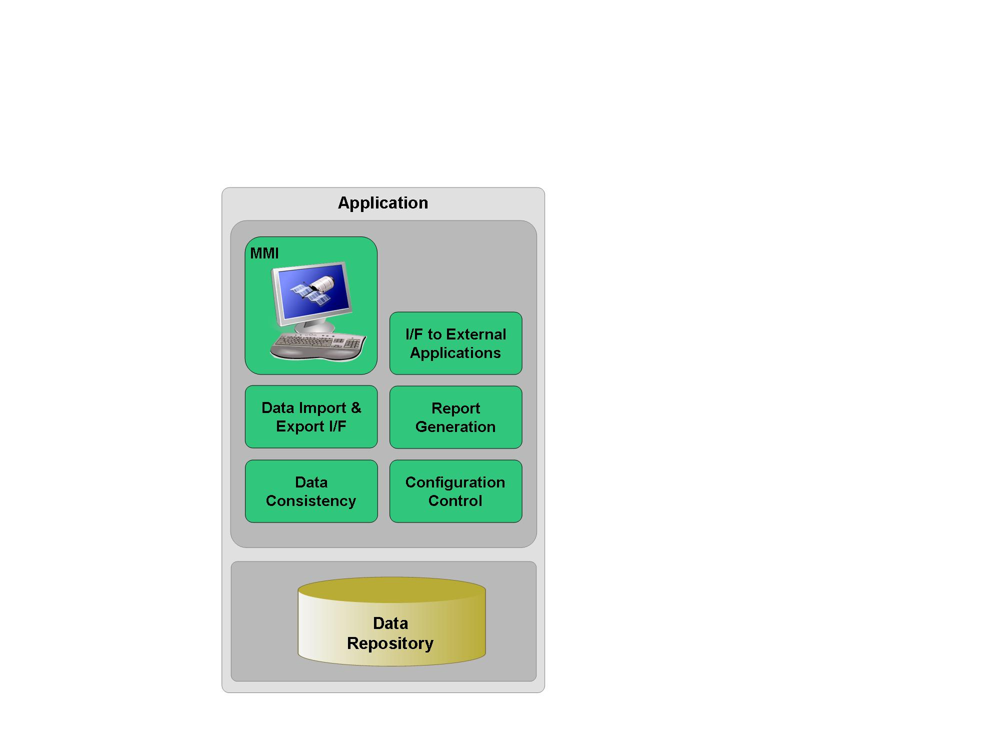 Application
MMI
I/F to External
Applications
Data Import &
Export I/F
Report
Generation
Data
Consistency
Configuration
Control
Data
Repository